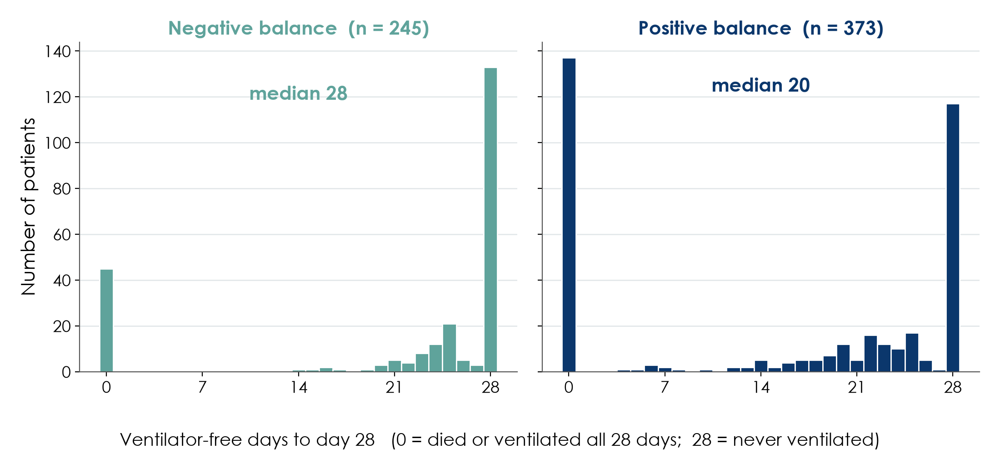 Negative balance (n = 245)
Positive balance (n = 373)
median 28
median 20
Number of patients
140
120
100
80
60
40
20
0
0 7 14 21 28
0 7 14 21 28
Ventilator-free days to day 28 (0 = died or ventilated all 28 days; 28 = never ventilated)